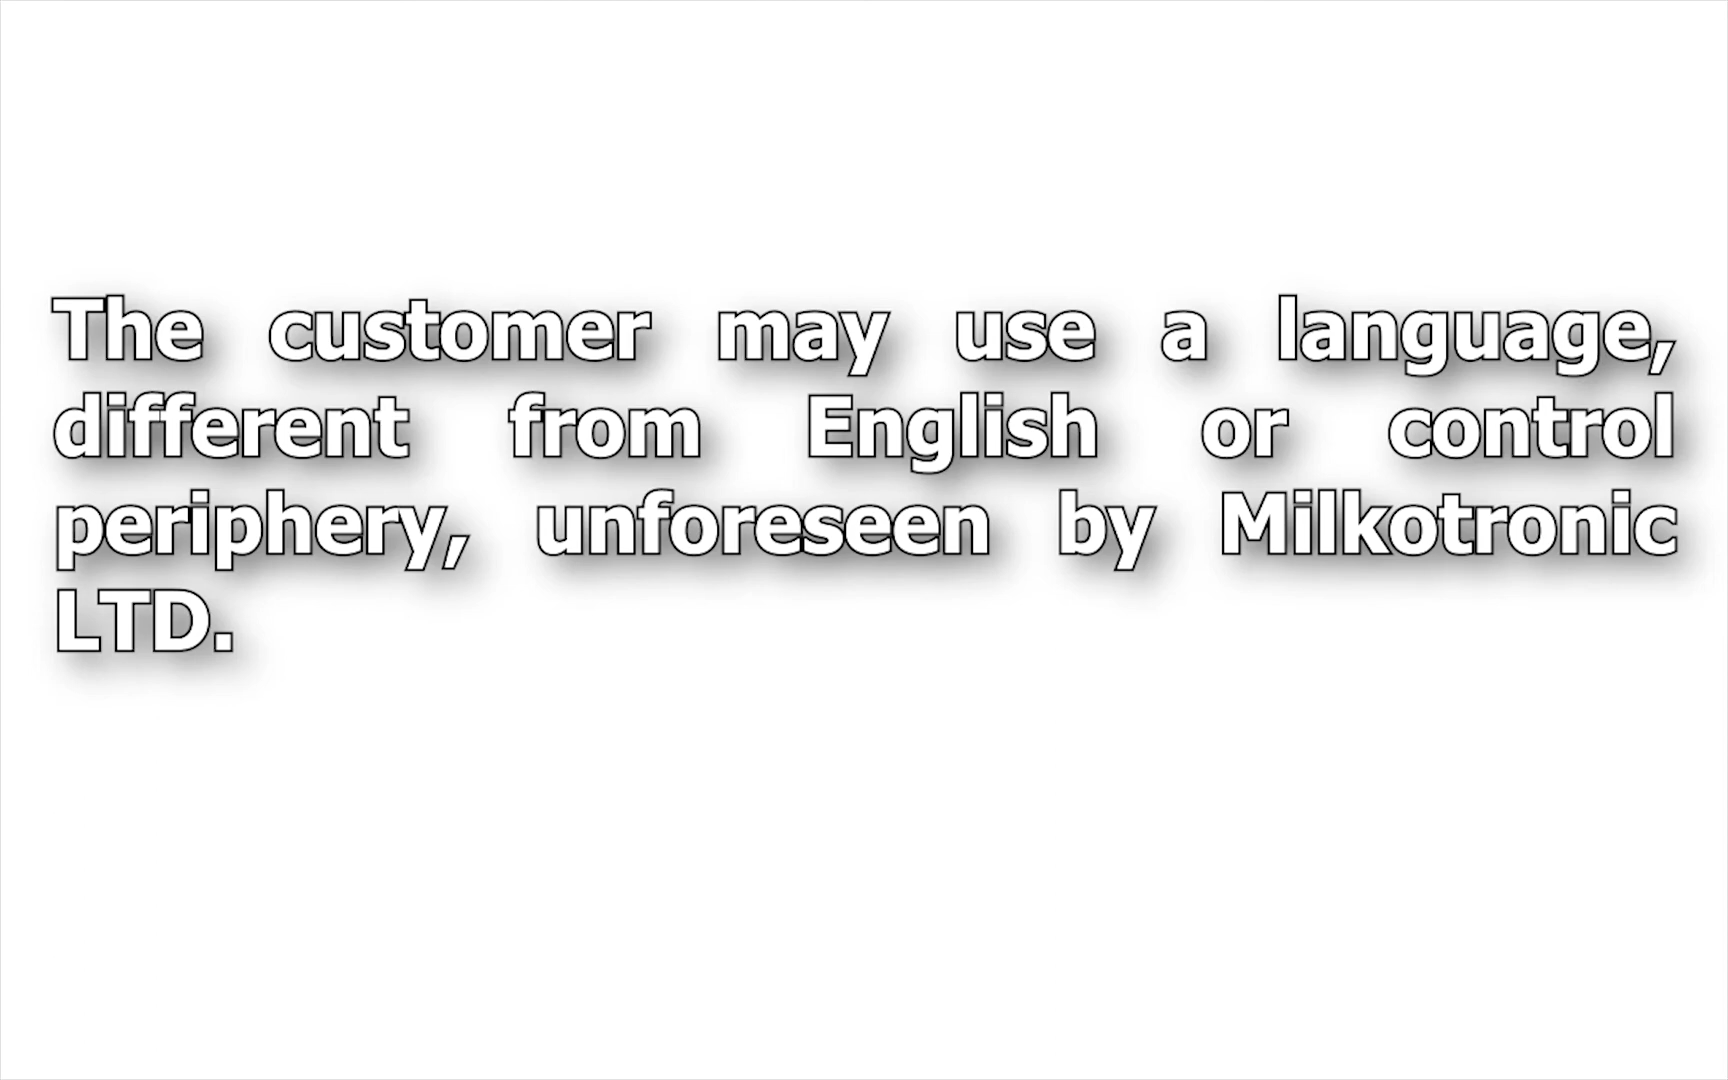 The customer may use a language,
different from English or control
periphery, unforeseen by Milkotronic
LTD.